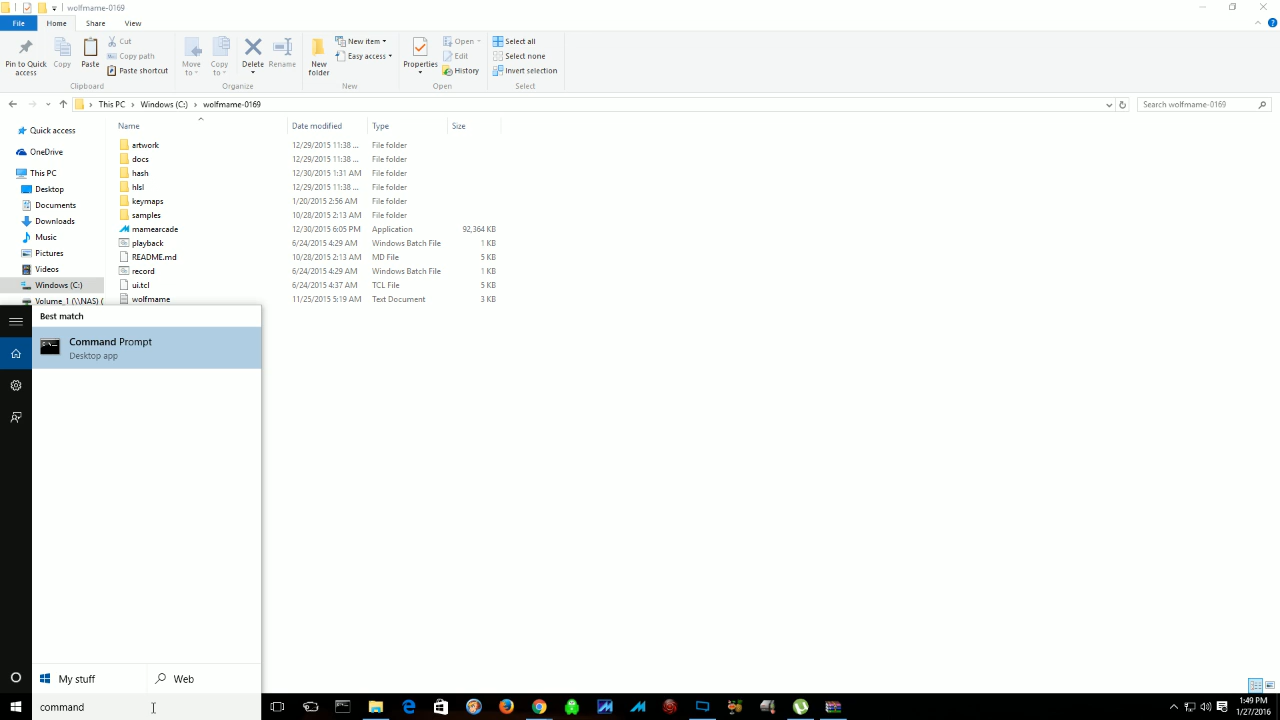 wolfmame-0169
File Home Share View
Pin to Quick access
Copy
Paste
Cut
Copy path
Paste shortcut
Clipboard
Move to
Copy to
Delete
Rename
Organize
New folder
New item
Easy access
New
Properties
Open
Edit
History
Open
Select all
Select none
Invert selection
Select
This PC Windows (C:) wolfmame-0169
Search wolfmame-0169
Name Date modified Type Size
Quick access
OneDrive
This PC
Desktop
Documents
Downloads
Music
Pictures
Videos
Windows (C:)
Volume_1 (\\NAS) (
artwork 12/29/2015 11:38 ... File folder
docs 12/29/2015 11:38 ... File folder
hash 12/30/2015 1:31 AM File folder
hlsl 12/29/2015 11:38 ... File folder
keymaps 1/20/2015 2:56 AM File folder
samples 10/28/2015 2:13 AM File folder
mamearcade 12/30/2015 6:05 PM Application 92,364 KB
playback 6/24/2015 4:29 AM Windows Batch File 1 KB
README.md 10/28/2015 2:13 AM MD File 5 KB
record 6/24/2015 4:29 AM Windows Batch File 1 KB
ui.tcl 6/24/2015 4:37 AM TCL File 5 KB
wolfmame 11/25/2015 5:19 AM Text Document 3 KB
Best match
Command Prompt
Desktop app
My stuff Web
command
1:49 PM
1/27/2016